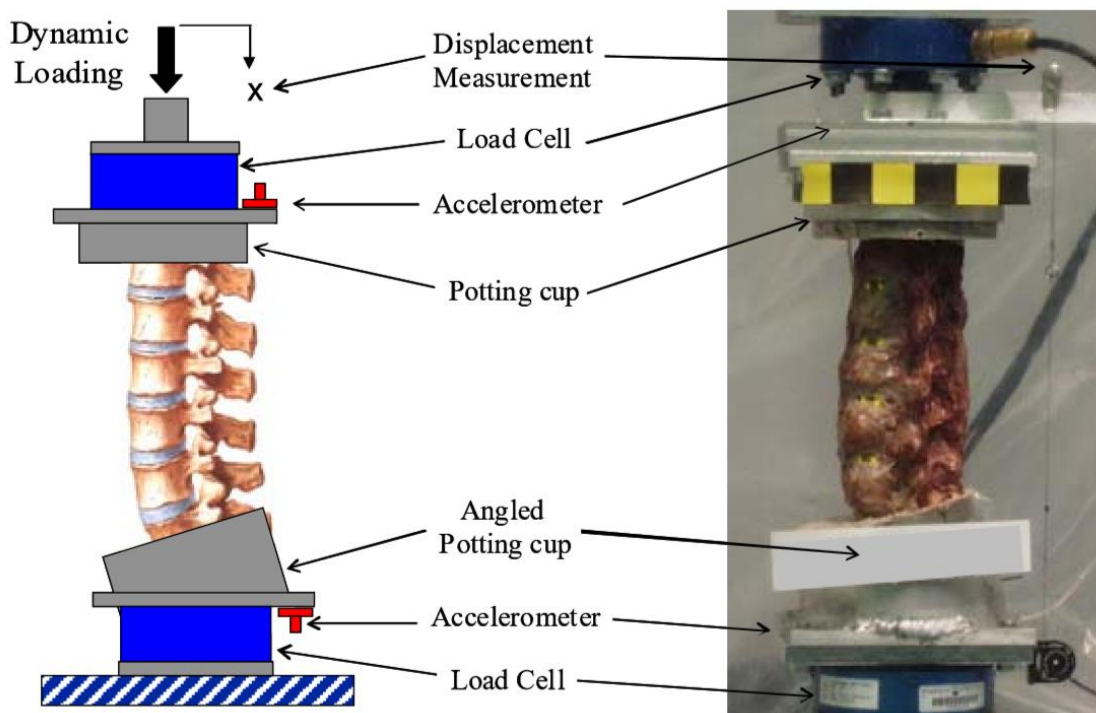 Dynamic
Loading
x
Displacement
Measurement
Load Cell
Accelerometer
Potting cup
Angled
Potting cup
Accelerometer
Load Cell